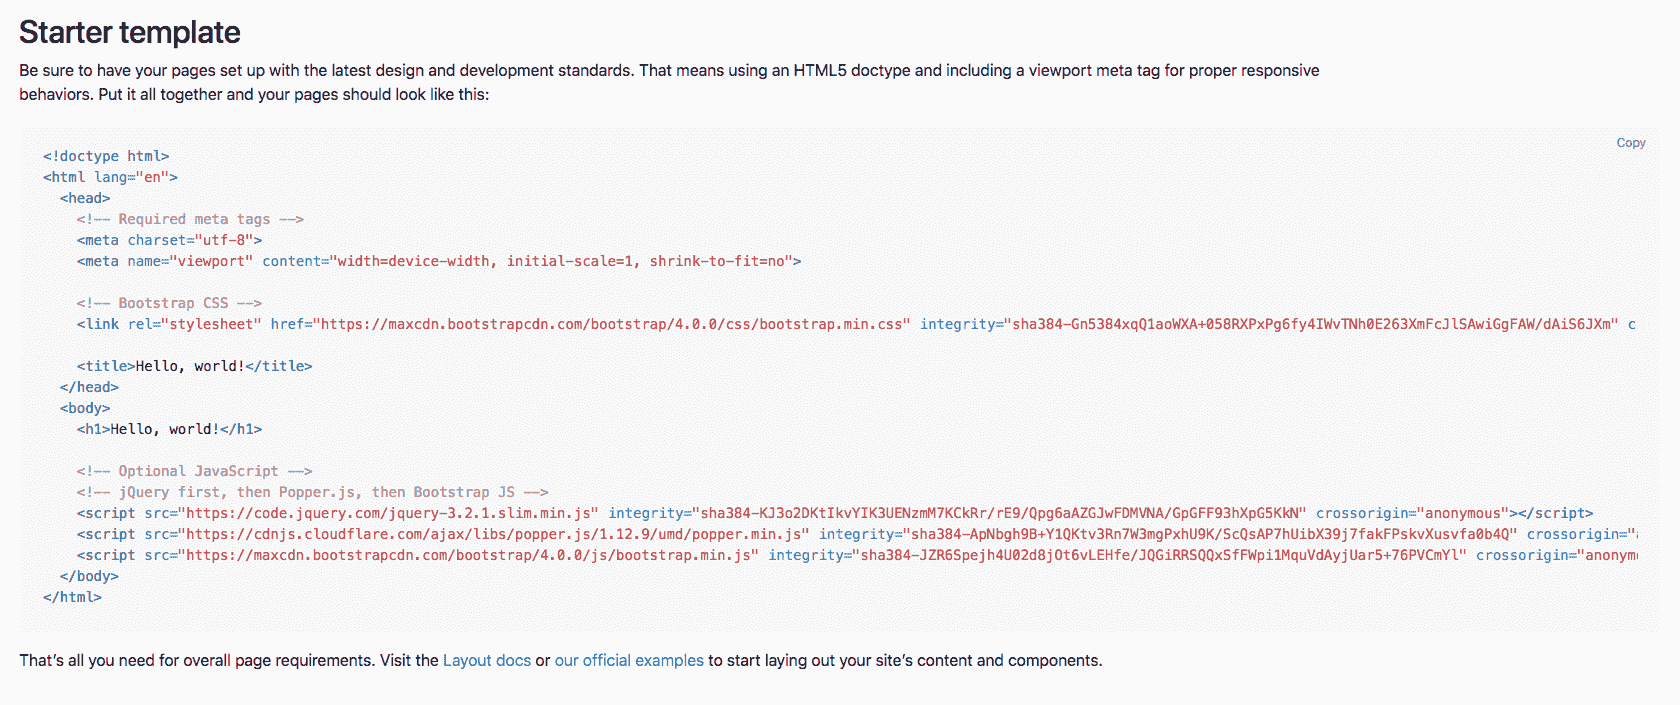 Starter template
Be sure to have your pages set up with the latest design and development standards. That means using an HTML5 doctype and including a viewport meta tag for proper responsive
behaviors. Put it all together and your pages should look like this:
Copy
<!doctype html>
<html lang="en">
  <head>
    <!-- Required meta tags -->
    <meta charset="utf-8">
    <meta name="viewport" content="width=device-width, initial-scale=1, shrink-to-fit=no">
    <!-- Bootstrap CSS -->
    <link rel="stylesheet" href="https://maxcdn.bootstrapcdn.com/bootstrap/4.0.0/css/bootstrap.min.css" integrity="sha384-Gn5384xqQ1aoWXA+058RXPxPg6fy4IWvTNh0E263XmFcJlSAwiGgFAW/dAiS6JXm" c
    <title>Hello, world!</title>
  </head>
  <body>
    <h1>Hello, world!</h1>
    <!-- Optional JavaScript -->
    <!-- jQuery first, then Popper.js, then Bootstrap JS -->
    <script src="https://code.jquery.com/jquery-3.2.1.slim.min.js" integrity="sha384-KJ3o2DKtIkvYIK3UENzmM7KCkRr/rE9/Qpg6aAZGJwFDMVNA/GpGFF93hXpG5KkN" crossorigin="anonymous"></script>
    <script src="https://cdnjs.cloudflare.com/ajax/libs/popper.js/1.12.9/umd/popper.min.js" integrity="sha384-ApNbgh9B+Y1QKtv3Rn7W3mgPxhU9K/ScQsAP7hUibX39j7fakFPskvXusvfa0b4Q" crossorigin="
    <script src="https://maxcdn.bootstrapcdn.com/bootstrap/4.0.0/js/bootstrap.min.js" integrity="sha384-JZR6Spejh4U02d8jOt6vLEHfe/JQGiRRSQQxSfFWpi1MquVdAyjUar5+76PVCmYl" crossorigin="anonym
  </body>
</html>
That's all you need for overall page requirements. Visit the Layout docs or our official examples to start laying out your site's content and components.